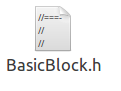 //===-
//
//
BasicBlock.h